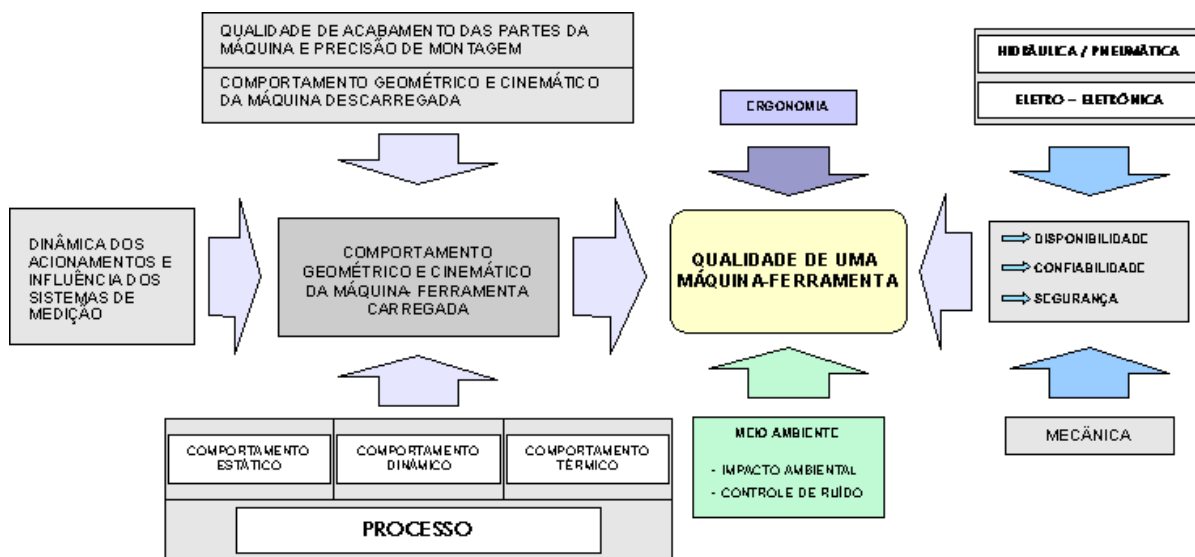 QUALIDADE DE ACABAMENTO DAS PARTES DA
MÁQUINA E PRECISÃO DE MONTAGEM
COMPORTAMENTO GEOMÉTRICO E CINEMÁTICO
DA MÁQUINA DESCARREGADA
ERGONOMIA
HIDRÁULICA / PNEUMÁTICA
ELETRO – ELETRÔNICA
DINÂMICA DOS
ACIONAMENTOS E
INFLUÊNCIA DOS
SISTEMAS DE
MEDIÇÃO
COMPORTAMENTO
GEOMÉTRICO E CINEMÁTICO
DA MÁQUINA- FERRAMENTA
CARREGADA
QUALIDADE DE UMA
MÁQUINA-FERRAMENTA
DISPONIBILIDADE
CONFIABILIDADE
SEGURANÇA
COMPORTAMENTO
ESTÁTICO
COMPORTAMENTO
DINÂMICO
COMPORTAMENTO
TÉRMICO
PROCESSO
MEIO AMBIENTE
- IMPACTO AMBIENTAL
- CONTROLE DE RUÍDO
MECÂNICA